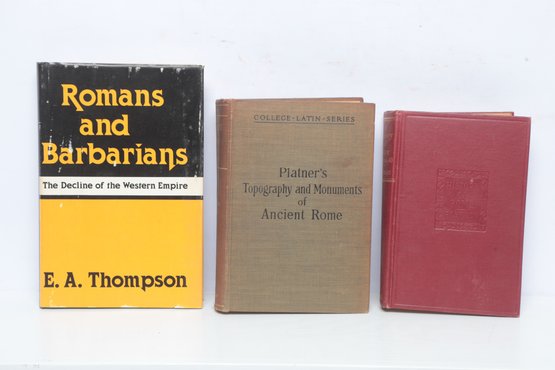 Romans
and
Barbarians
The Decline of the Western Empire
E. A. Thompson
COLLEGE-LATIN-SERIES
Platner's
Topography and Monuments
of
Ancient Rome